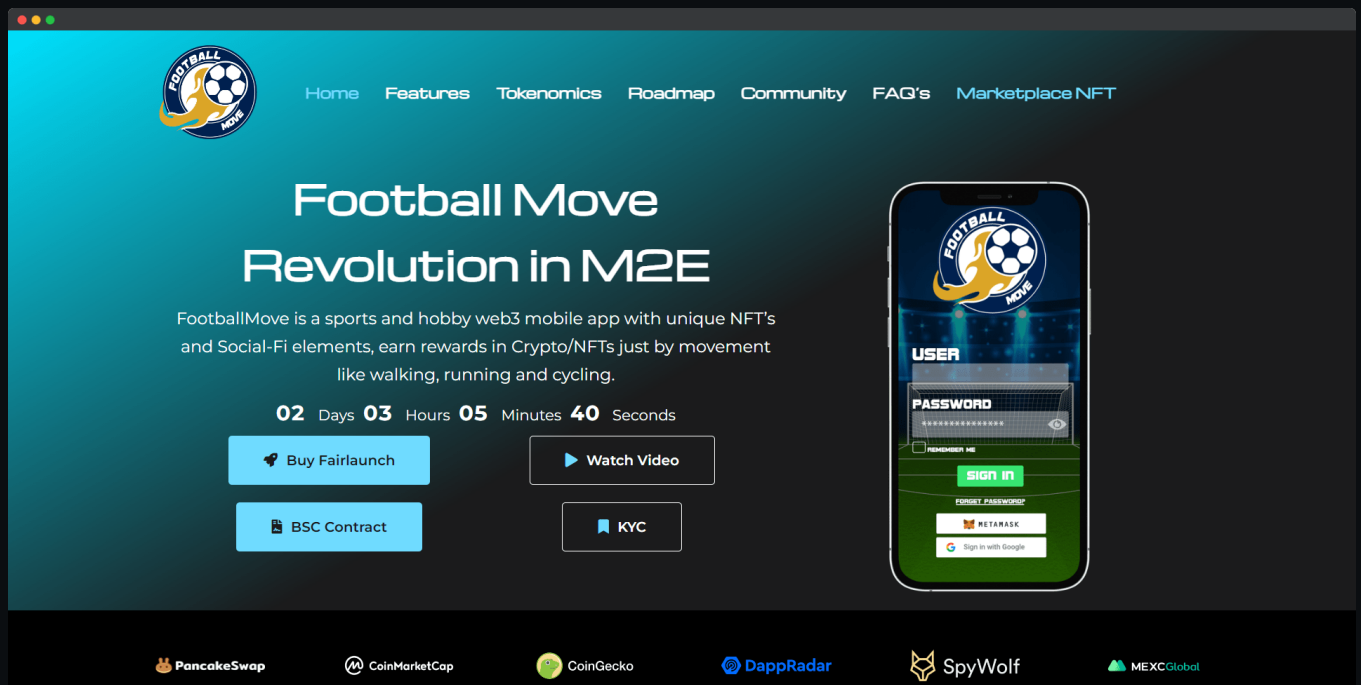 FOOTBALL
MOVE
Home Features Tokenomics Roadmap Community FAQ's Marketplace NFT
Football Move
Revolution in M2E
FootballMove is a sports and hobby web3 mobile app with unique NFT's
and Social-Fi elements, earn rewards in Crypto/NFTs just by movement
like walking, running and cycling.
02 Days 03 Hours 05 Minutes 40 Seconds
Buy Fairlaunch
Watch Video
BSC Contract
KYC
FOOTBALL
MOVE
USER
PASSWORD
***************
REMEMBER ME
SIGN IN
FORGET PASSWORD?
METAMASK
Sign in with Google
PancakeSwap CoinMarketCap CoinGecko DappRadar SpyWolf MEXCGlobal